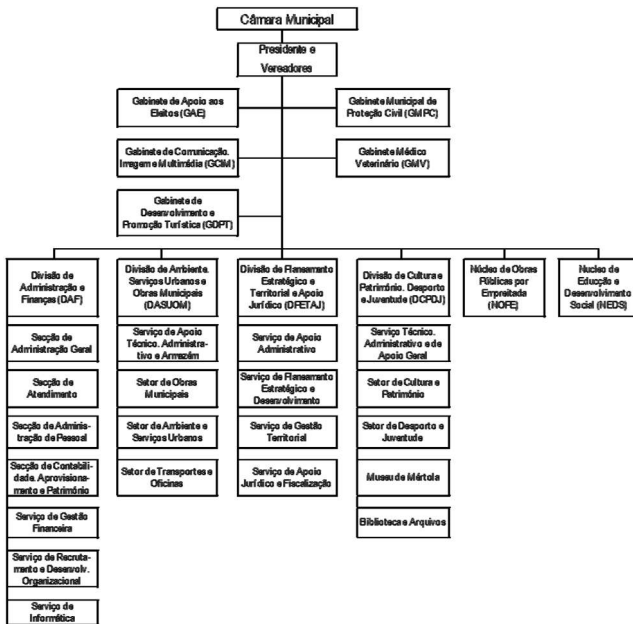 Câmara Municipal
Presidente e
Vereadores
Gabinete de Apoio aos
Eleitos (GAE)
Gabinete Municipal de
Proteção Civil (GMPC)
Gabinete de Comunicação.
Imagem e Multimédia (GCIM)
Gabinete Médico
Veterinário (GMV)
Gabinete de
Desenvolvimento e
Promoção Turística (GDPT)
Divisão de
Administração e
Finanças (DAF)
Divisão de Ambiente.
Serviços Urbanos e
Obras Municipais
(DASUOM)
Divisão de Planeamento
Estratégico e
Territorial e Apoio
Jurídico (DPETAJ)
Divisão de Cultura e
Património. Desporto
e Juventude (DCPDJ)
Núcleo de Obras
Públicas por
Empreitada (NOPE)
Nucleo de
Educção e
Desenvolvimento
Social (NEDS)
Secção de
Administração Geral
Secção de
Atendimento
Secção de Adminis-
tração de Pessoal
Secção de Contabili-
dade. Aprovisiona-
mento e Património
Serviço de Gestão
Financeira
Serviço de Recruta-
mento e Desenvolv.
Organizacional
Serviço de
Informática
Serviço de Apoio
Técnico. Administra-
tivo e Armazém
Setor de Obras
Municipais
Setor de Ambiente e
Serviços Urbanos
Setor de Transportes e
Oficinas
Serviço de Apoio
Administrativo
Serviço de Planeamento
Estratégico e
Desenvolvimento
Serviço de Gestão
Territorial
Serviço de Apoio
Jurídico e Fiscalização
Serviço Técnico.
Administrativo e de
Apoio Geral
Setor de Cultura e
Património
Setor de Desporto e
Juventude
Museu de Mértola
Biblioteca e Arquivos